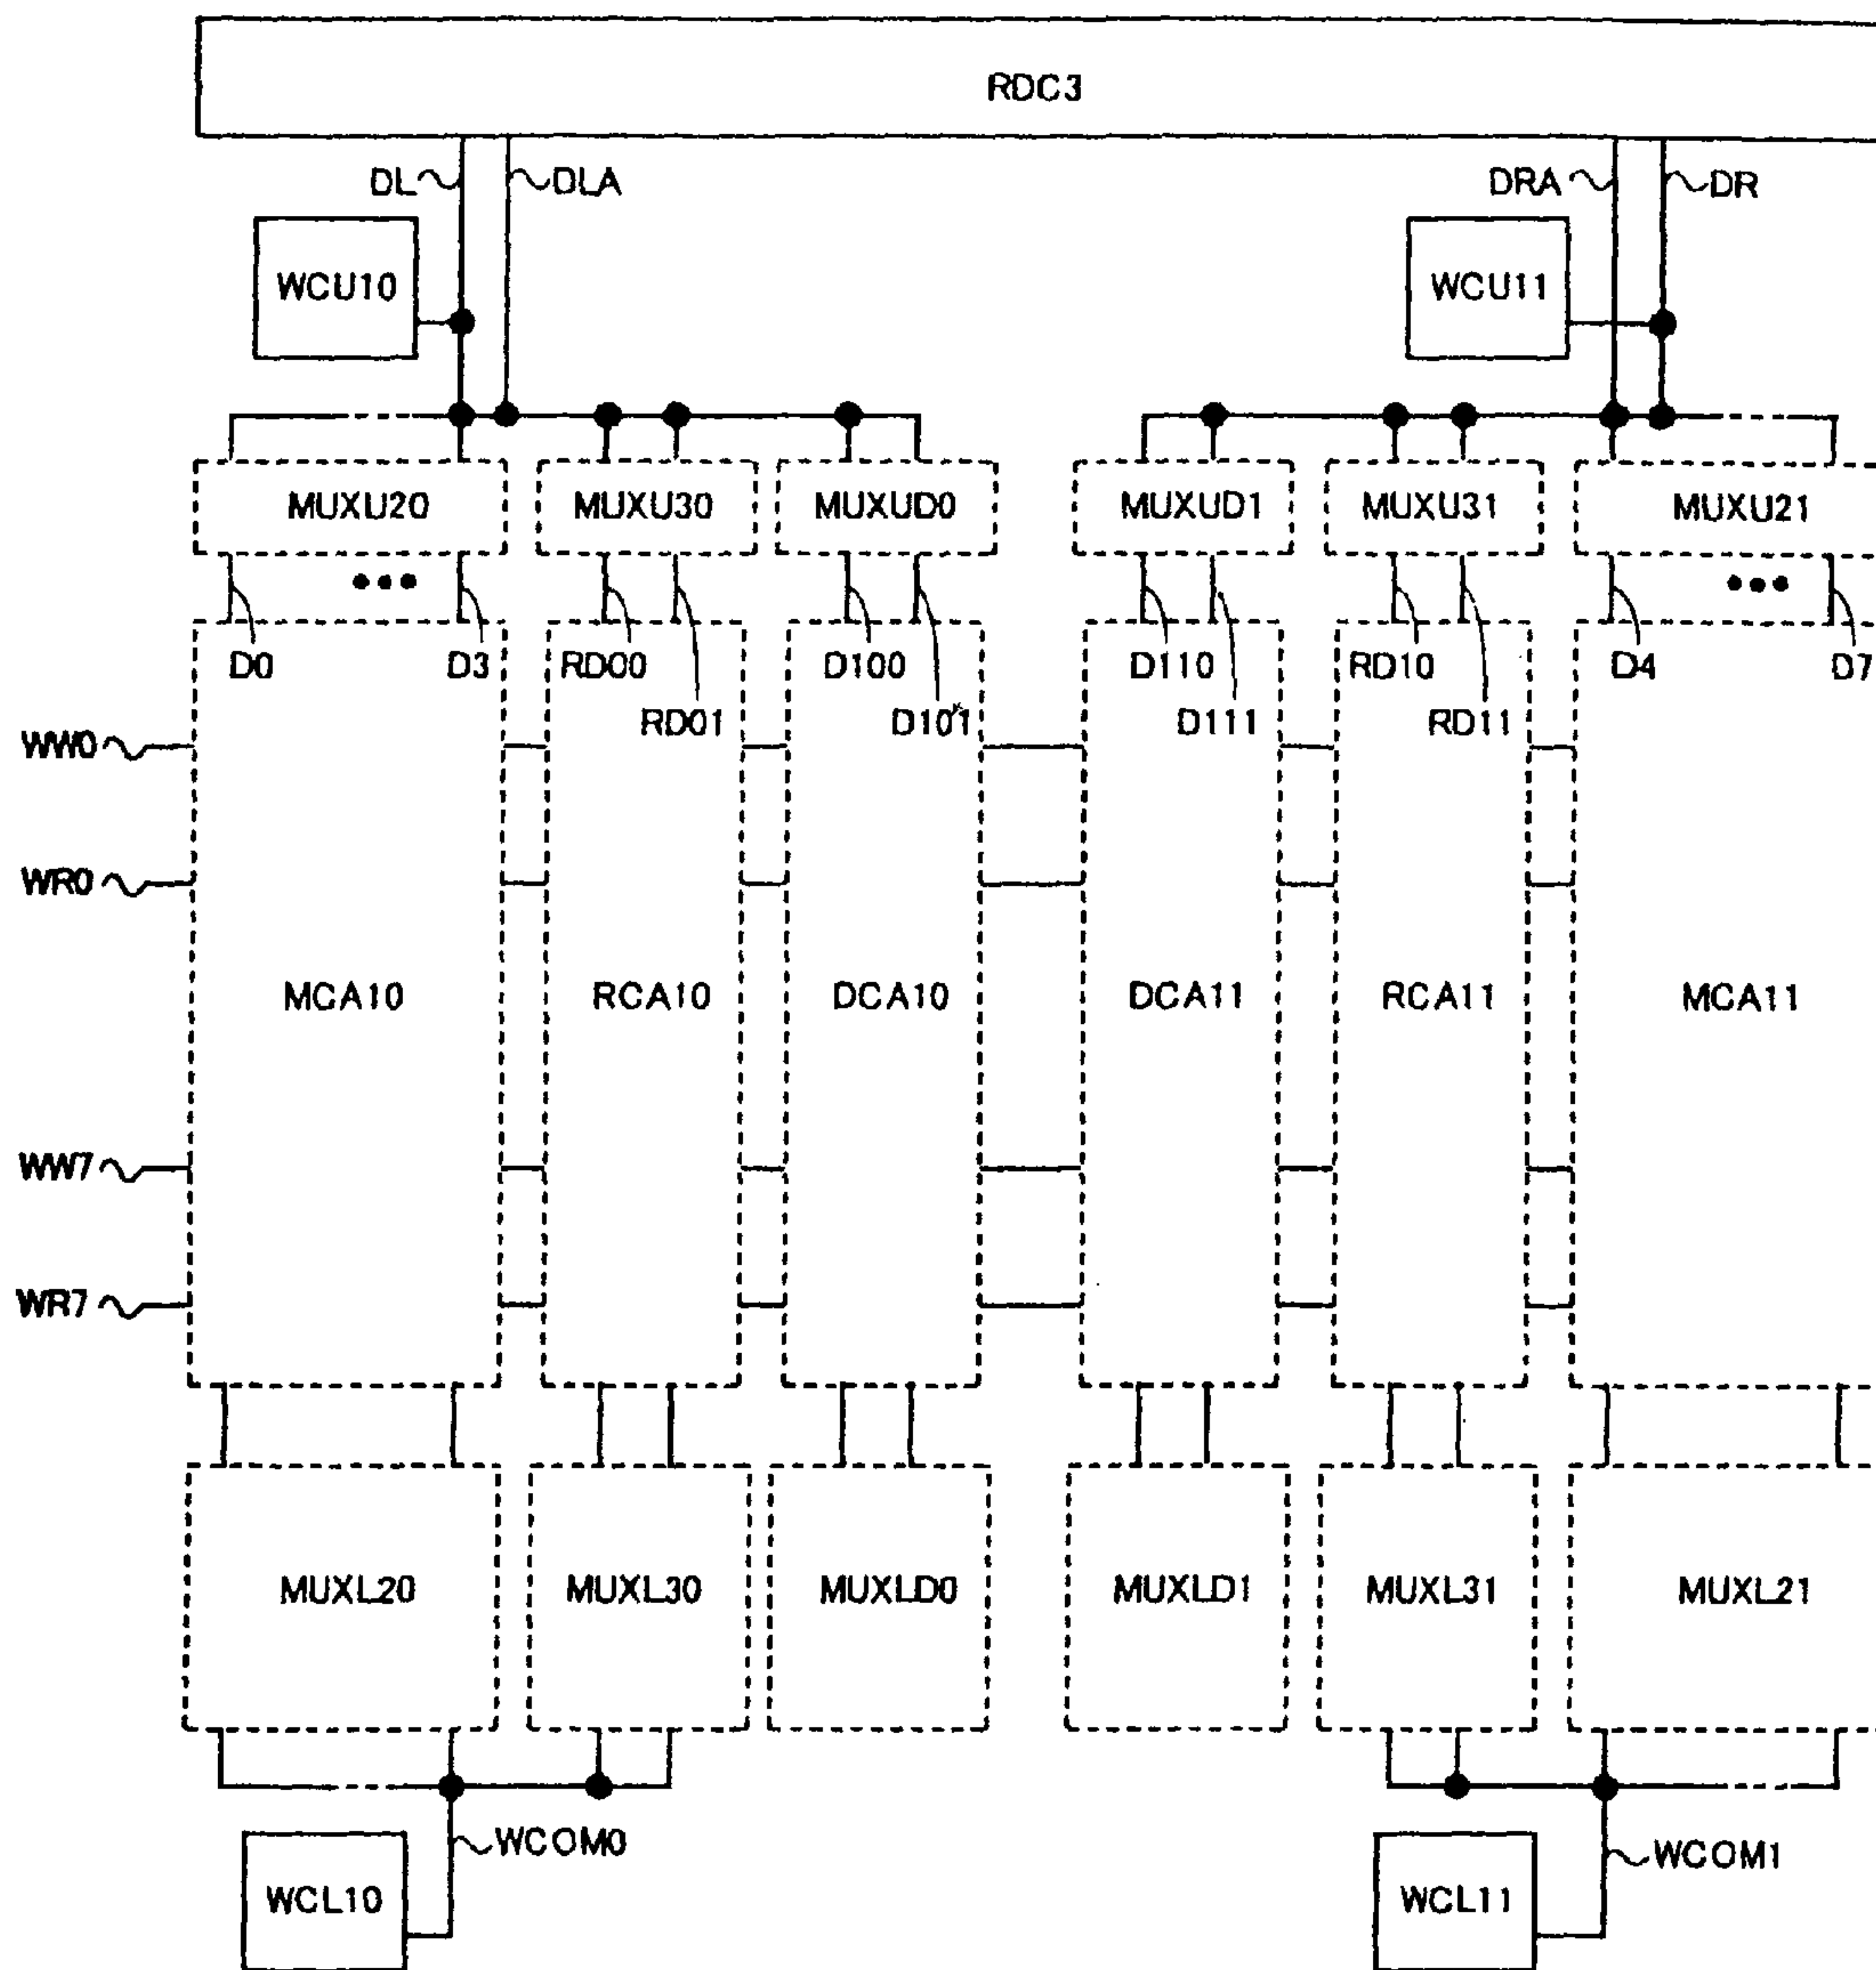 RDC3
DL DLA DRA DR
WCU10 WCU11
MUXU20 MUXU30 MUXUD0 MUXUD1 MUXU31 MUXU21
D0 D3 RD00 D100 D110 RD10 D4 D7
RD01 D101 D111 RD11
WW0
WR0
MCA10 RCA10 DCA10 DCA11 RCA11 MCA11
WW7
WR7
MUXL20 MUXL30 MUXLD0 MUXLD1 MUXL31 MUXL21
WCOM0 WCOM1
WCL10 WCL11